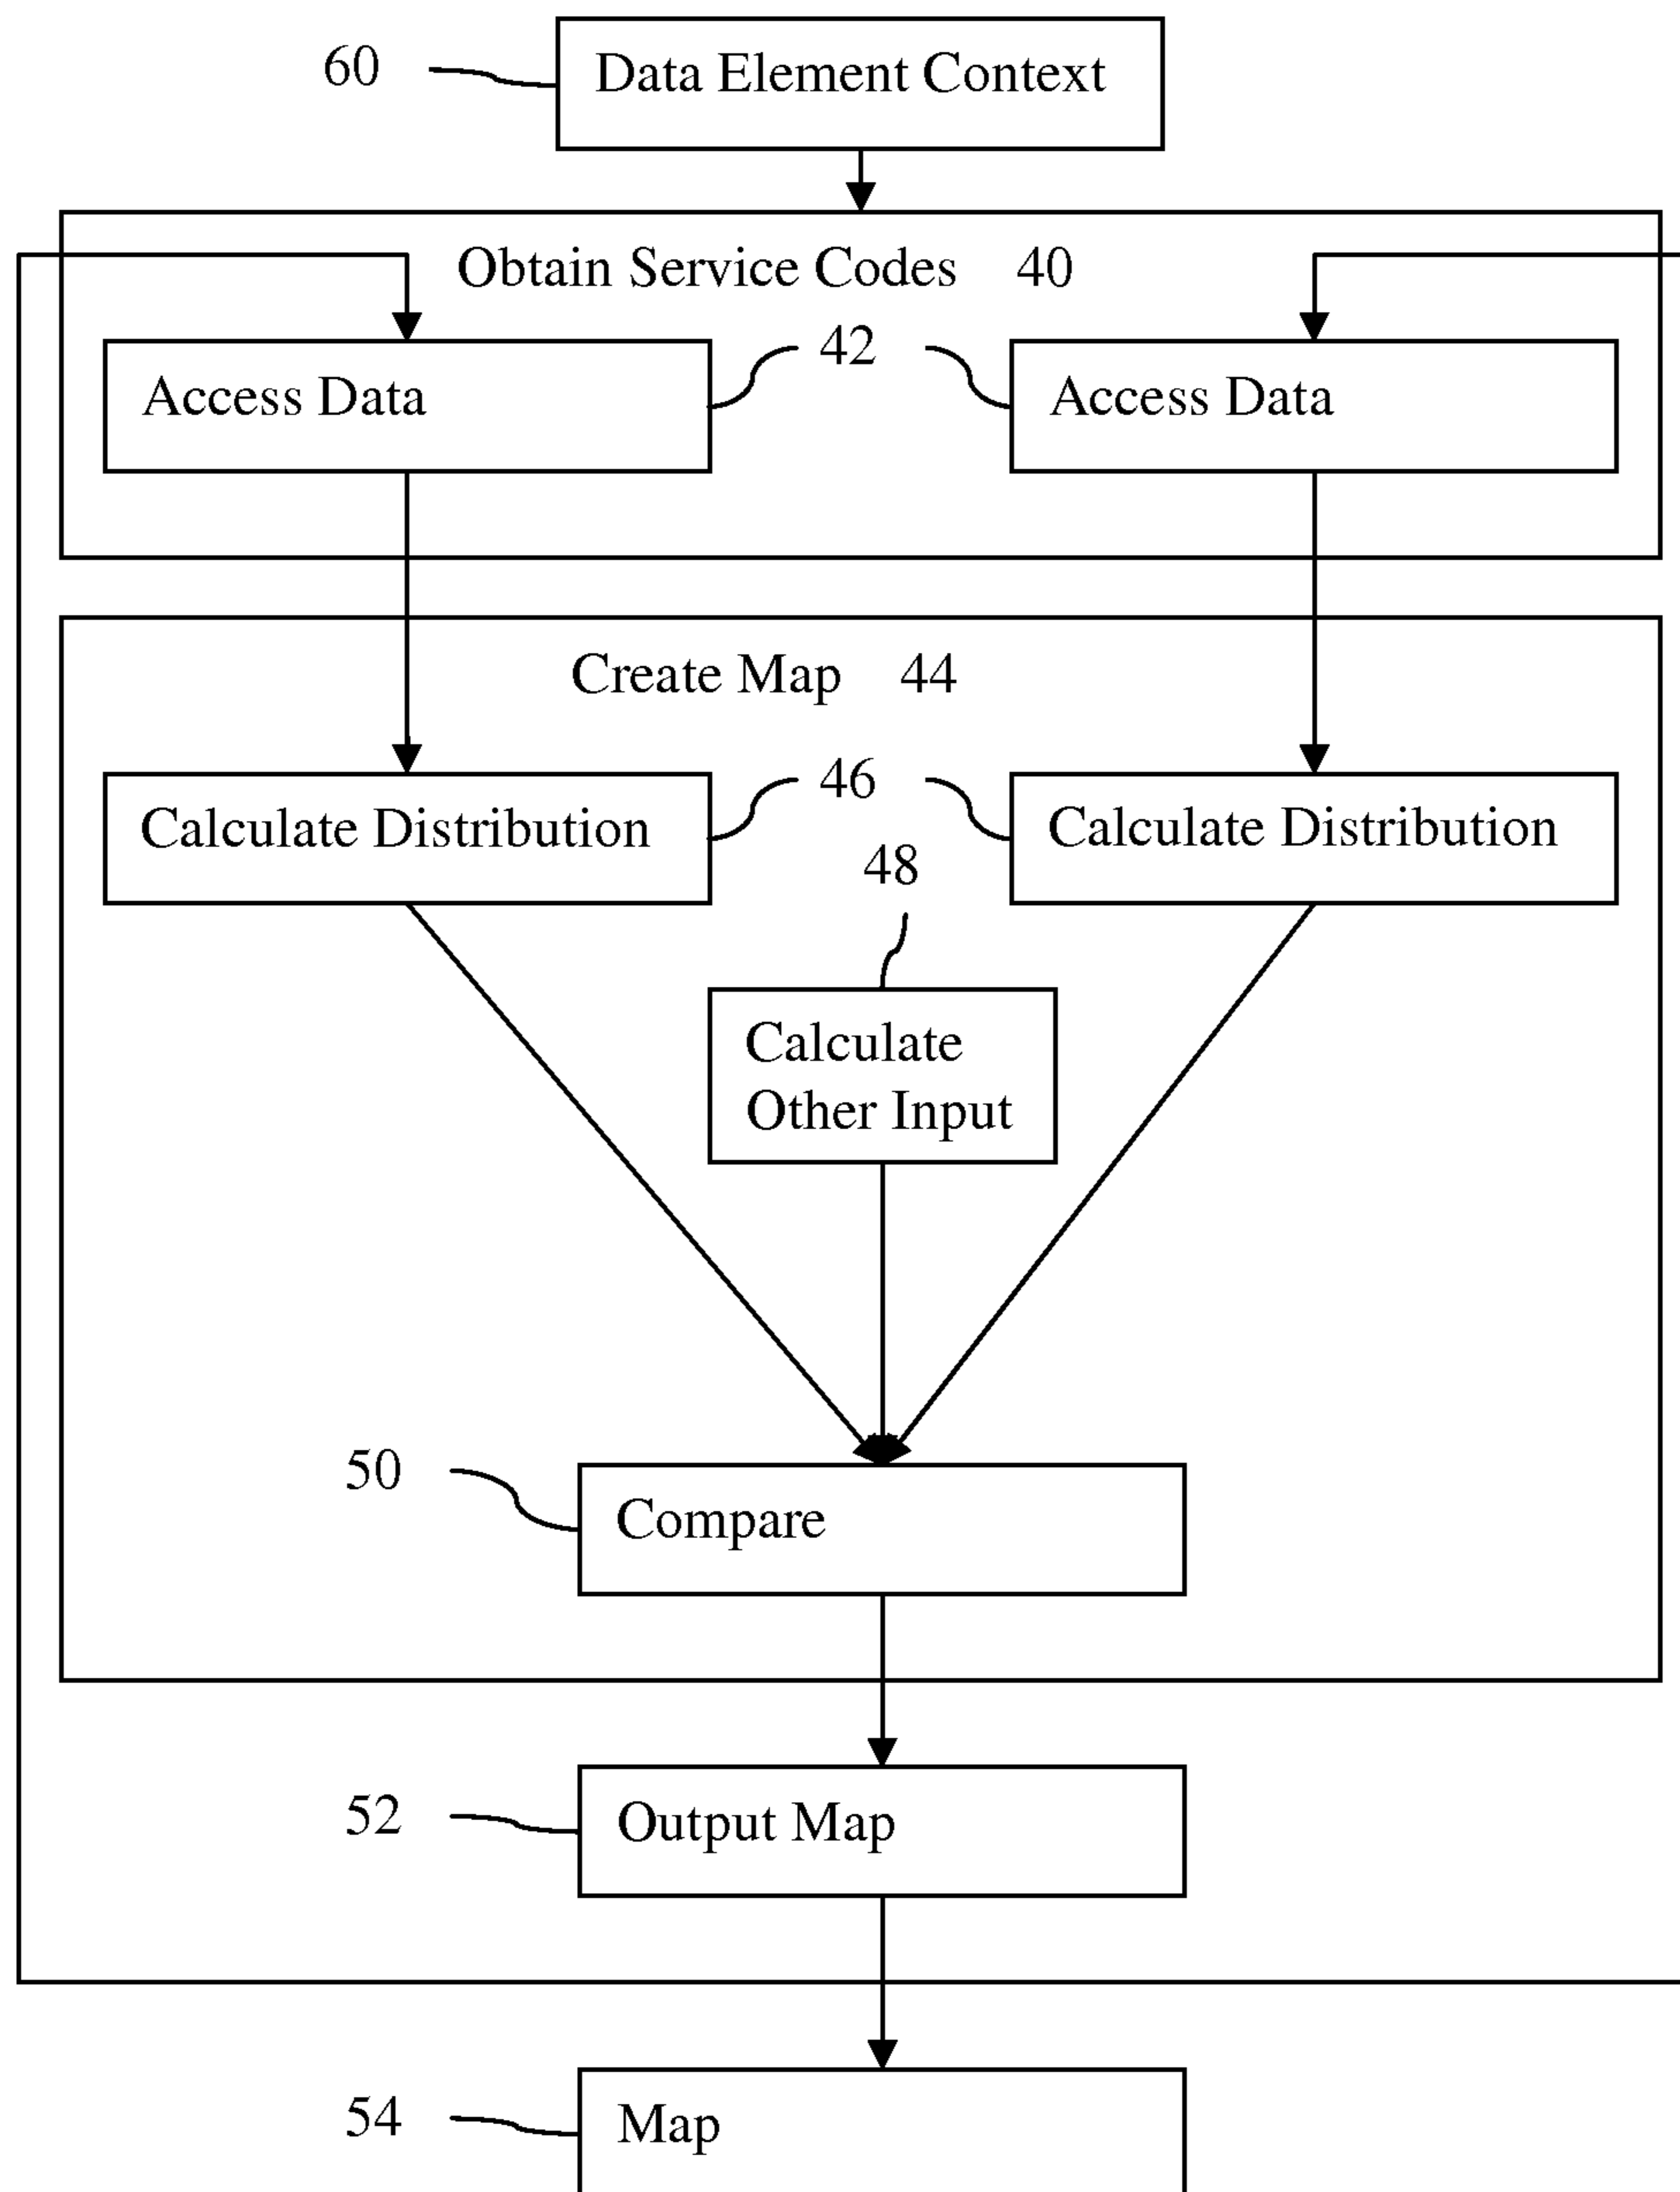 60
Data Element Context
Obtain Service Codes 40
42
Access Data
Access Data
Create Map 44
46
Calculate Distribution
Calculate Distribution
48
Calculate
Other Input
50
Compare
52
Output Map
54
Map